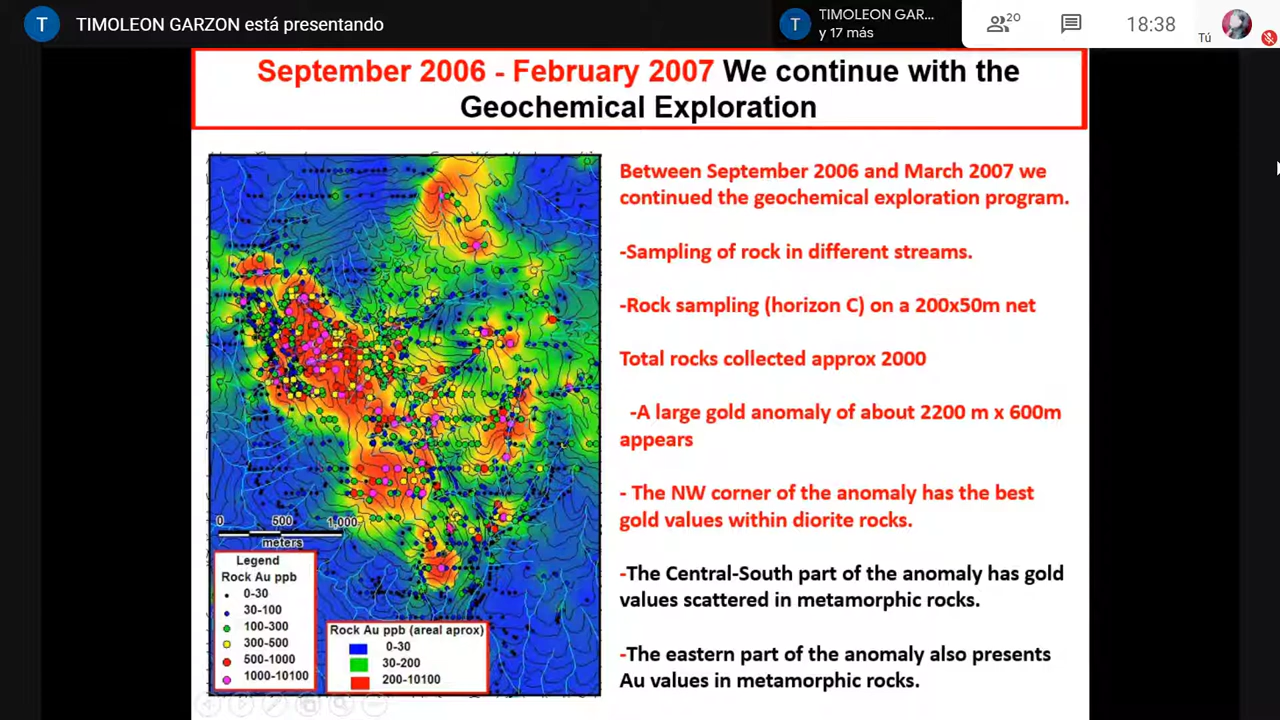 T TIMOLEON GARZON está presentando
T TIMOLEON GAR...
y 17 más
20
18:38
Tú
September 2006 - February 2007 We continue with the
Geochemical Exploration
Between September 2006 and March 2007 we
continued the geochemical exploration program.
-Sampling of rock in different streams.
-Rock sampling (horizon C) on a 200x50m net
Total rocks collected approx 2000
-A large gold anomaly of about 2200 m x 600m
appears
- The NW corner of the anomaly has the best
gold values within diorite rocks.
-The Central-South part of the anomaly has gold
values scattered in metamorphic rocks.
-The eastern part of the anomaly also presents
Au values in metamorphic rocks.
0 500 1,000
meters
Legend
Rock Au ppb
0-30
30-100
100-300
300-500
500-1000
1000-10100
Rock Au ppb (areal aprox)
0-30
30-200
200-10100